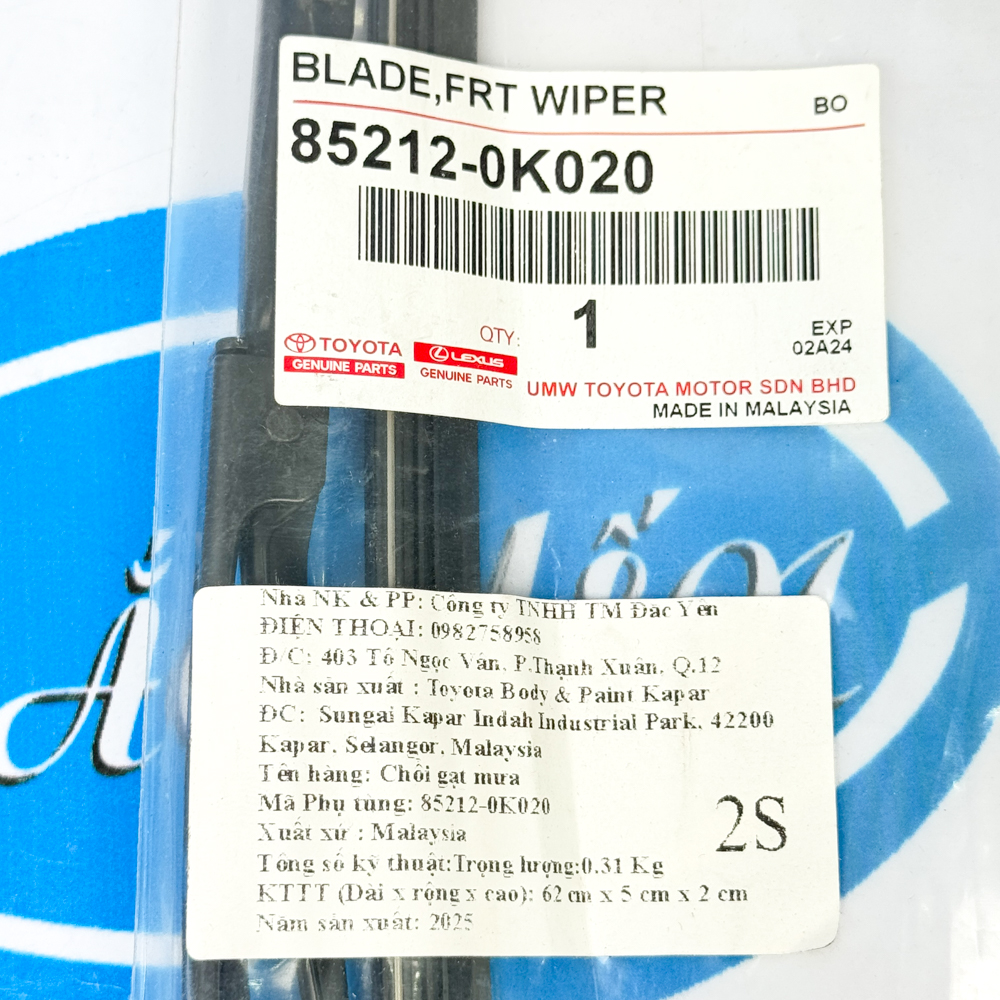 BLADE,FRT WIPER
BO
85212-0K020
QTY: 1
EXP
02A24
TOYOTA
GENUINE PARTS
LEXUS
GENUINE PARTS
UMW TOYOTA MOTOR SDN BHD
MADE IN MALAYSIA
Nhà NK & PP: Công ty TNHH TM Đắc Yến
ĐIỆN THOẠI: 0982758958
Đ/C: 403 Tô Ngọc Vân, P.Thạnh Xuân, Q.12
Nhà sản xuất : Toyota Body & Paint Kapar
ĐC: Sungai Kapar Indah Industrial Park, 42200
Kapar, Selangor, Malaysia
Tên hàng: Chổi gạt mưa
Mã Phụ tùng: 85212-0K020
2S
Xuất xứ : Malaysia
Tổng số kỹ thuật:Trọng lượng:0.31 Kg
KTTT (Dài x rộng x cao): 62 cm x 5 cm x 2 cm
Năm sản xuất: 2025